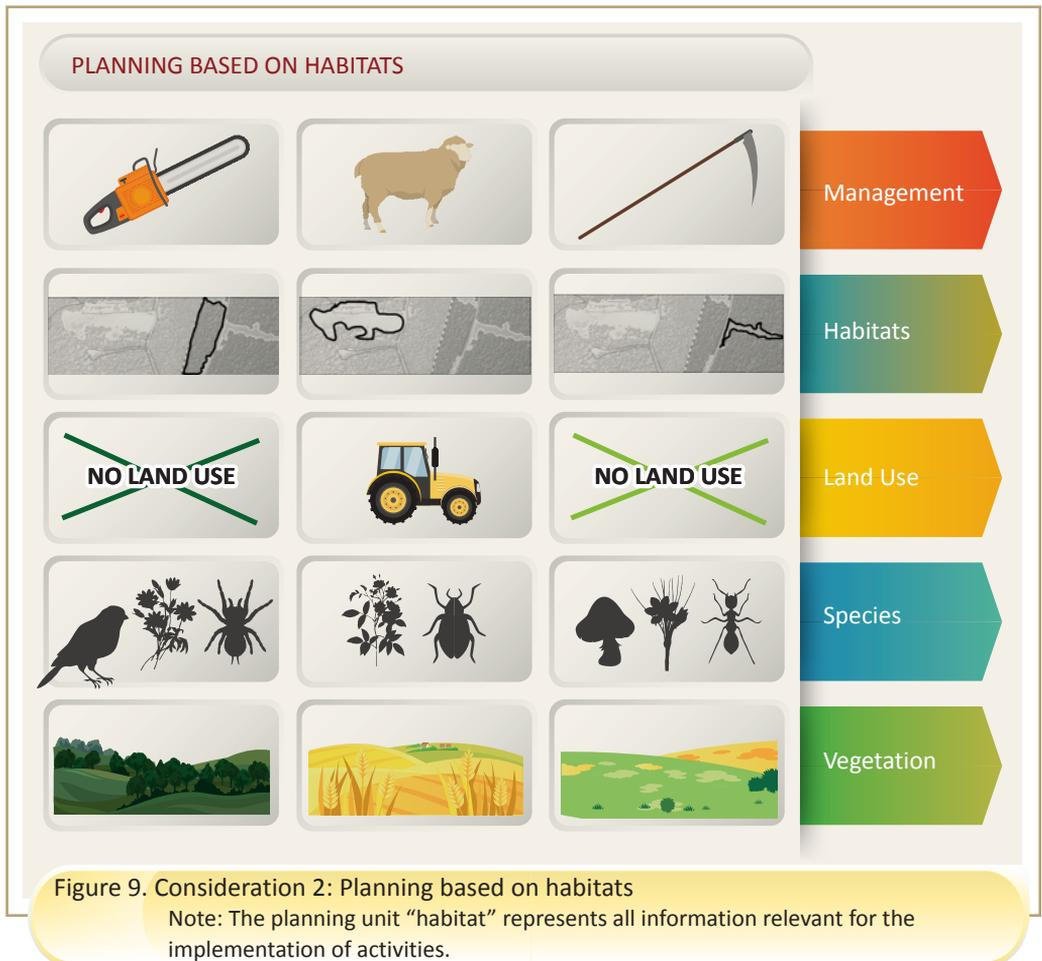 PLANNING BASED ON HABITATS
Management
Habitats
NO LAND USE
NO LAND USE
Land Use
Species
Vegetation
Figure 9. Consideration 2: Planning based on habitats
Note: The planning unit “habitat” represents all information relevant for the
implementation of activities.